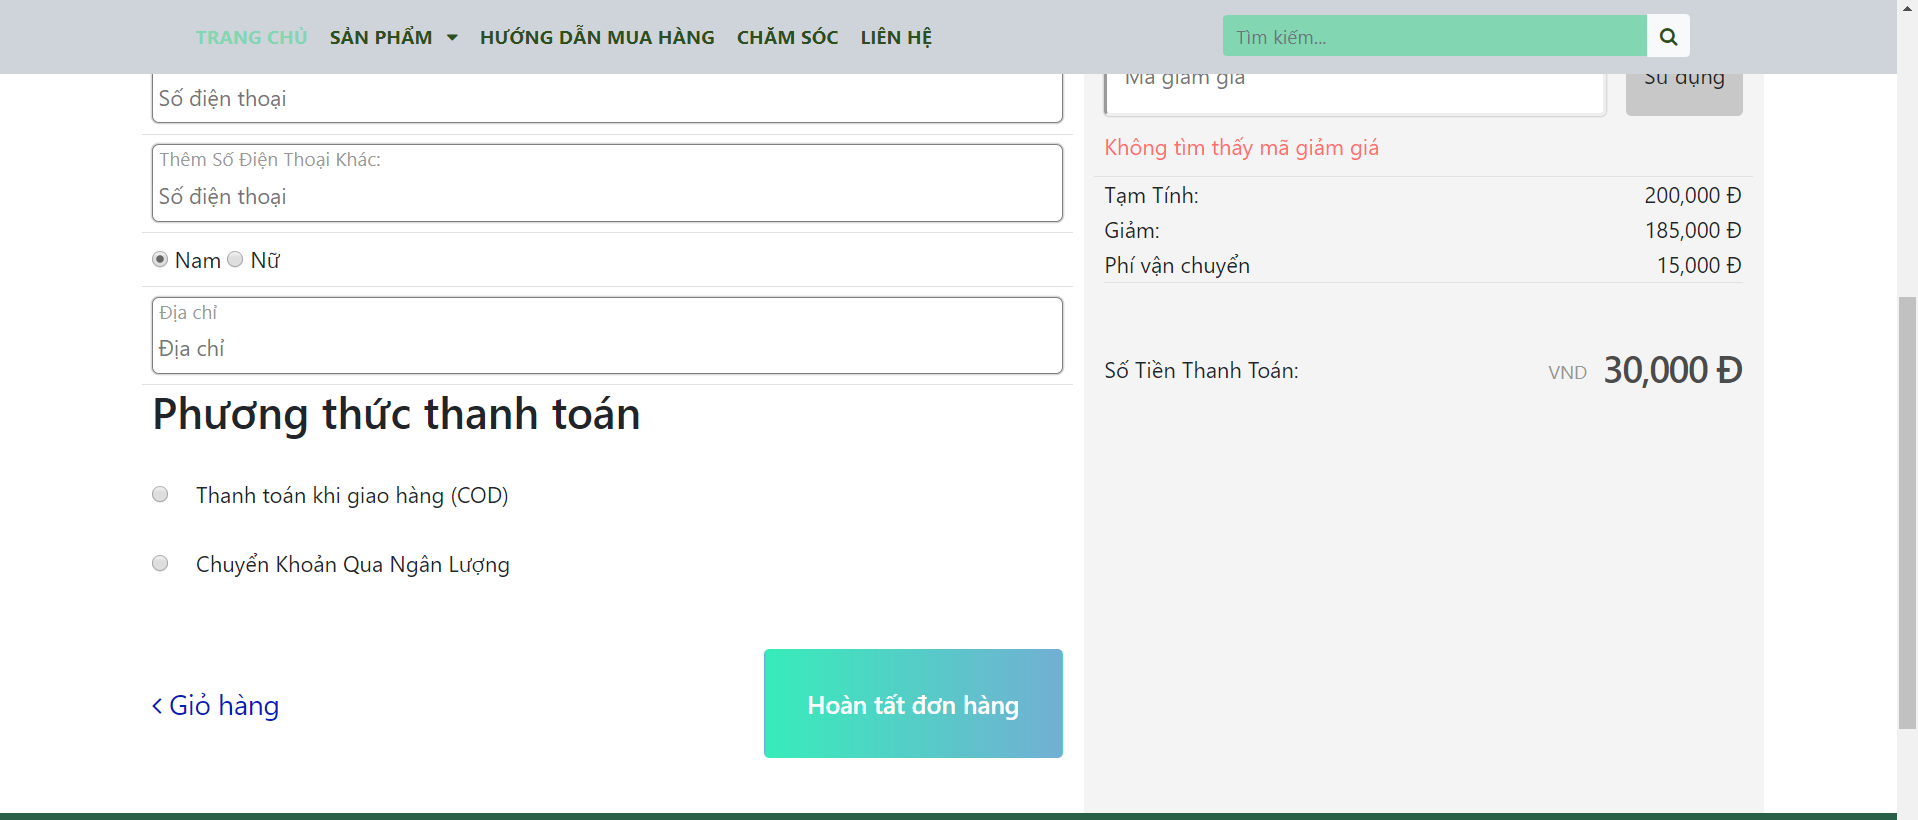 TRANG CHỦ SẢN PHẨM HƯỚNG DẪN MUA HÀNG CHĂM SÓC LIÊN HỆ Tìm kiếm...
Số điện thoại
Thêm Số Điện Thoại Khác:
Số điện thoại
Nam Nữ
Địa chỉ
Địa chỉ
Phương thức thanh toán
Thanh toán khi giao hàng (COD)
Chuyển Khoản Qua Ngân Lượng
Giỏ hàng
Hoàn tất đơn hàng
Mã giảm giá Sử dụng
Không tìm thấy mã giảm giá
Tạm Tính: 200,000 Đ
Giảm: 185,000 Đ
Phí vận chuyển 15,000 Đ
Số Tiền Thanh Toán: VND 30,000 Đ